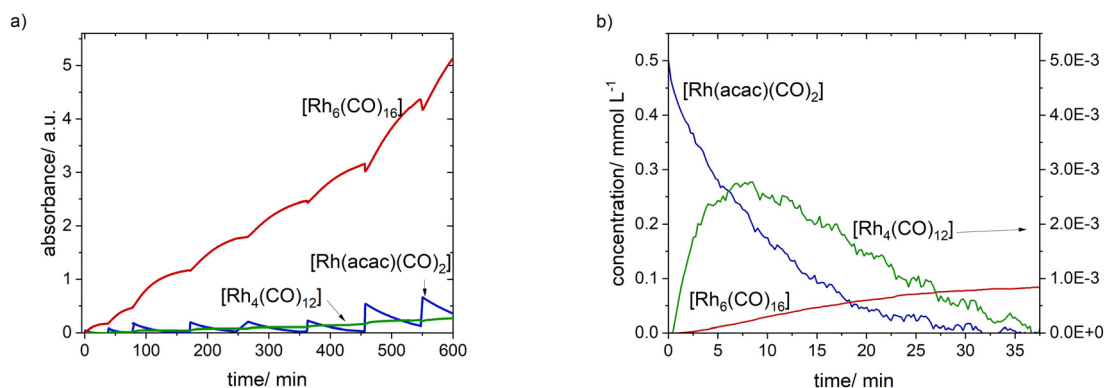 a)
absorbance/ a.u.
5
4
3
2
1
0
[Rh₆(CO)₁₆]
[Rh(acac)(CO)₂]
[Rh₄(CO)₁₂]
0 100 200 300 400 500 600
time/ min
b)
concentration/ mmol L⁻¹
0.5
0.4
0.3
0.2
0.1
0.0
[Rh(acac)(CO)₂]
[Rh₄(CO)₁₂]
[Rh₆(CO)₁₆]
5.0E-3
4.0E-3
3.0E-3
2.0E-3
1.0E-3
0.0E+0
0 5 10 15 20 25 30 35
time/ min